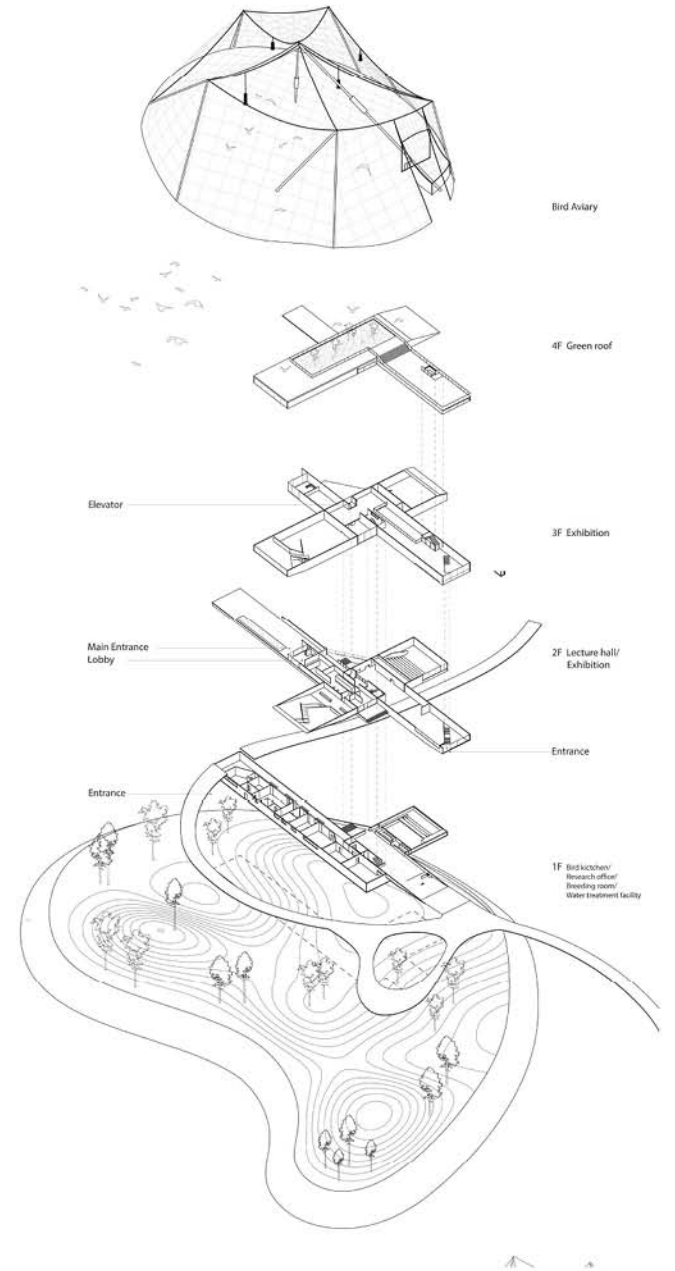 Bird Aviary
4F Green roof
Elevator
3F Exhibition
Main Entrance
Lobby
2F Lecture hall/
Exhibition
Entrance
Entrance
1F Bird kictchen/
Research office/
Breeding room/
Water treatment facility